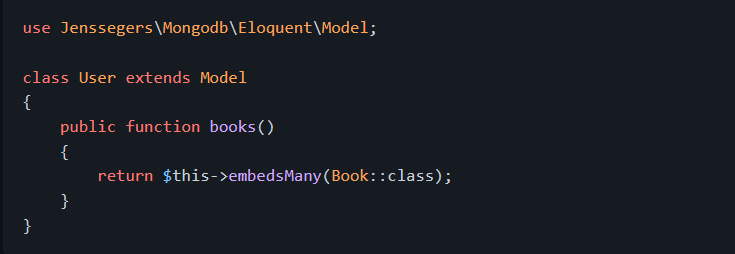 use Jenssegers\Mongodb\Eloquent\Model;
class User extends Model
{
public function books()
{
return $this->embedsMany(Book::class);
}
}